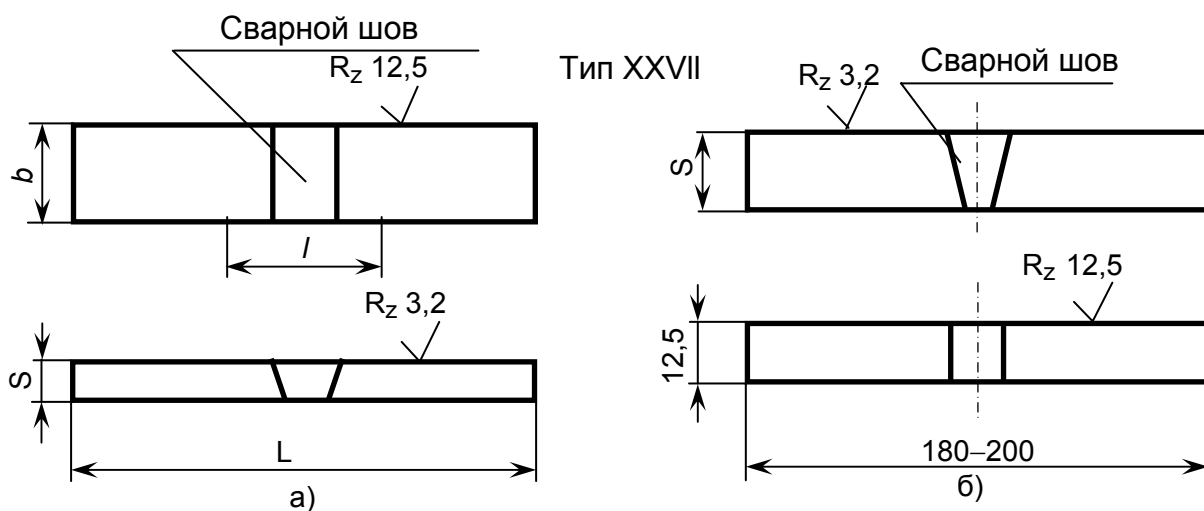 Сварной шов
R_z 12,5
Тип XXVII
R_z 3,2
Сварной шов
b
l
S
R_z 12,5
R_z 3,2
12,5
S
L
180–200
а)
б)